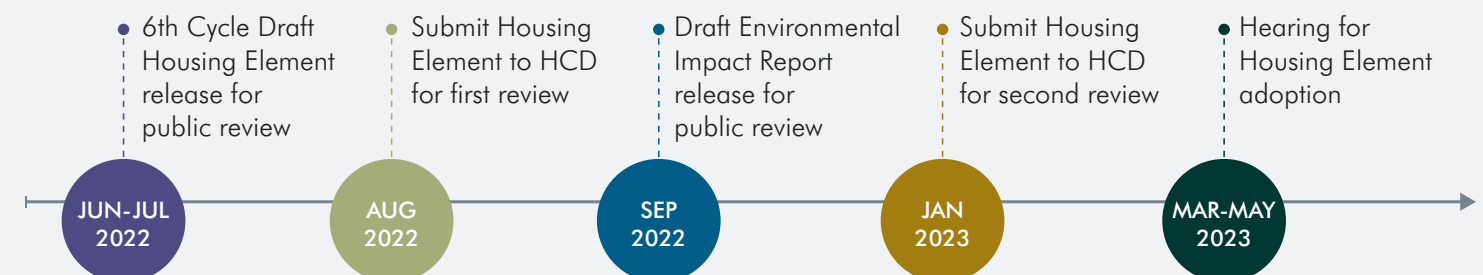 6th Cycle Draft
Housing Element
release for
public review
Submit Housing
Element to HCD
for first review
Draft Environmental
Impact Report
release for
public review
Submit Housing
Element to HCD
for second review
Hearing for
Housing Element
adoption
JUN-JUL
2022
AUG
2022
SEP
2022
JAN
2023
MAR-MAY
2023